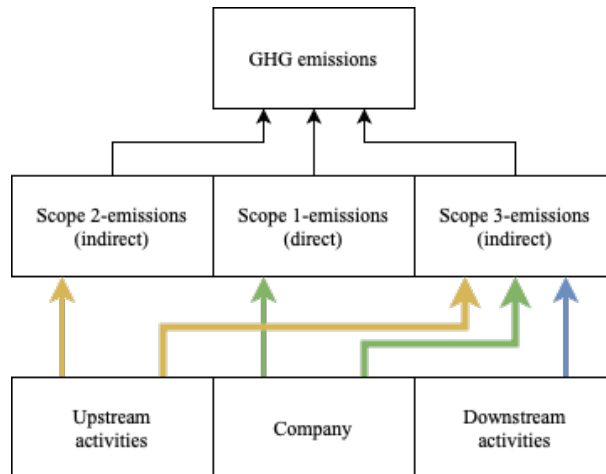 GHG emissions
Scope 2-emissions
(indirect)
Scope 1-emissions
(direct)
Scope 3-emissions
(indirect)
Upstream
activities
Company
Downstream
activities